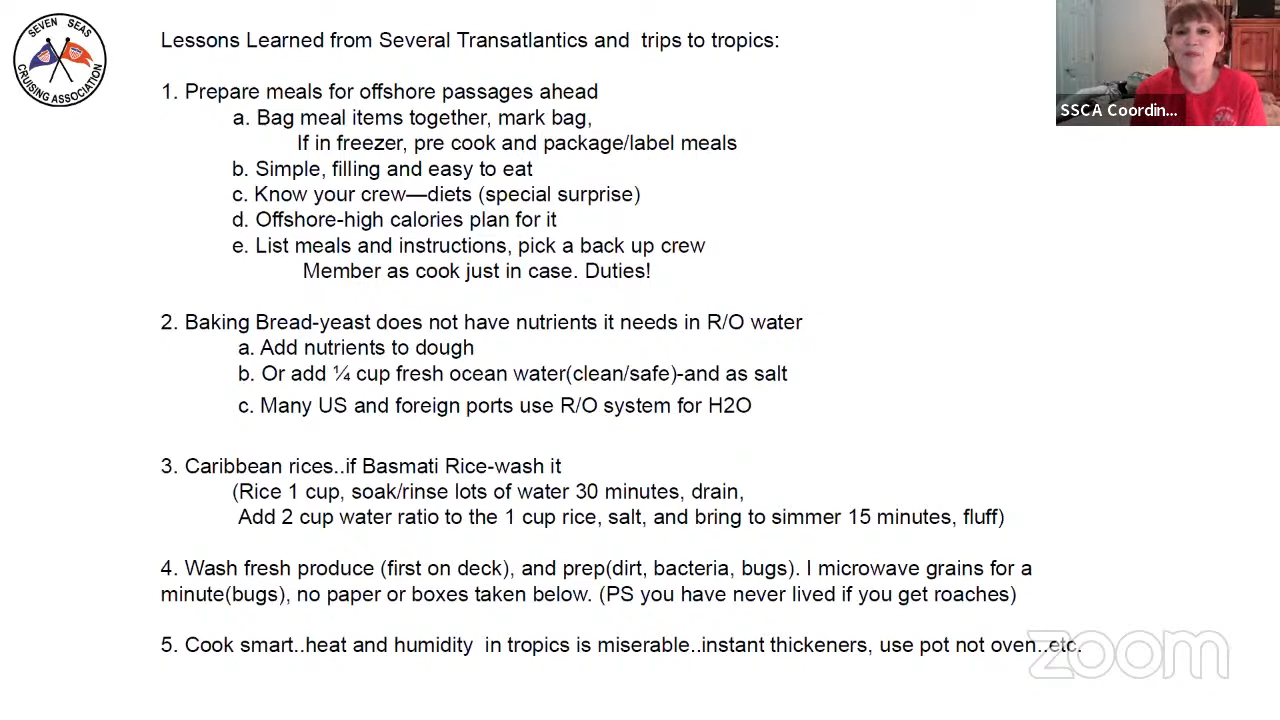 SEVEN SEAS
CRUISING ASSOCIATION
Lessons Learned from Several Transatlantics and  trips to tropics:
SSCA Coordin...
1. Prepare meals for offshore passages ahead
a. Bag meal items together, mark bag,
If in freezer, pre cook and package/label meals
b. Simple, filling and easy to eat
c. Know your crew—diets (special surprise)
d. Offshore-high calories plan for it
e. List meals and instructions, pick a back up crew
Member as cook just in case. Duties!
2. Baking Bread-yeast does not have nutrients it needs in R/O water
a. Add nutrients to dough
b. Or add ¼ cup fresh ocean water(clean/safe)-and as salt
c. Many US and foreign ports use R/O system for H2O
3. Caribbean rices..if Basmati Rice-wash it
(Rice 1 cup, soak/rinse lots of water 30 minutes, drain,
Add 2 cup water ratio to the 1 cup rice, salt, and bring to simmer 15 minutes, fluff)
4. Wash fresh produce (first on deck), and prep(dirt, bacteria, bugs). I microwave grains for a
minute(bugs), no paper or boxes taken below. (PS you have never lived if you get roaches)
5. Cook smart..heat and humidity  in tropics is miserable..instant thickeners, use pot not oven..etc.
zoom